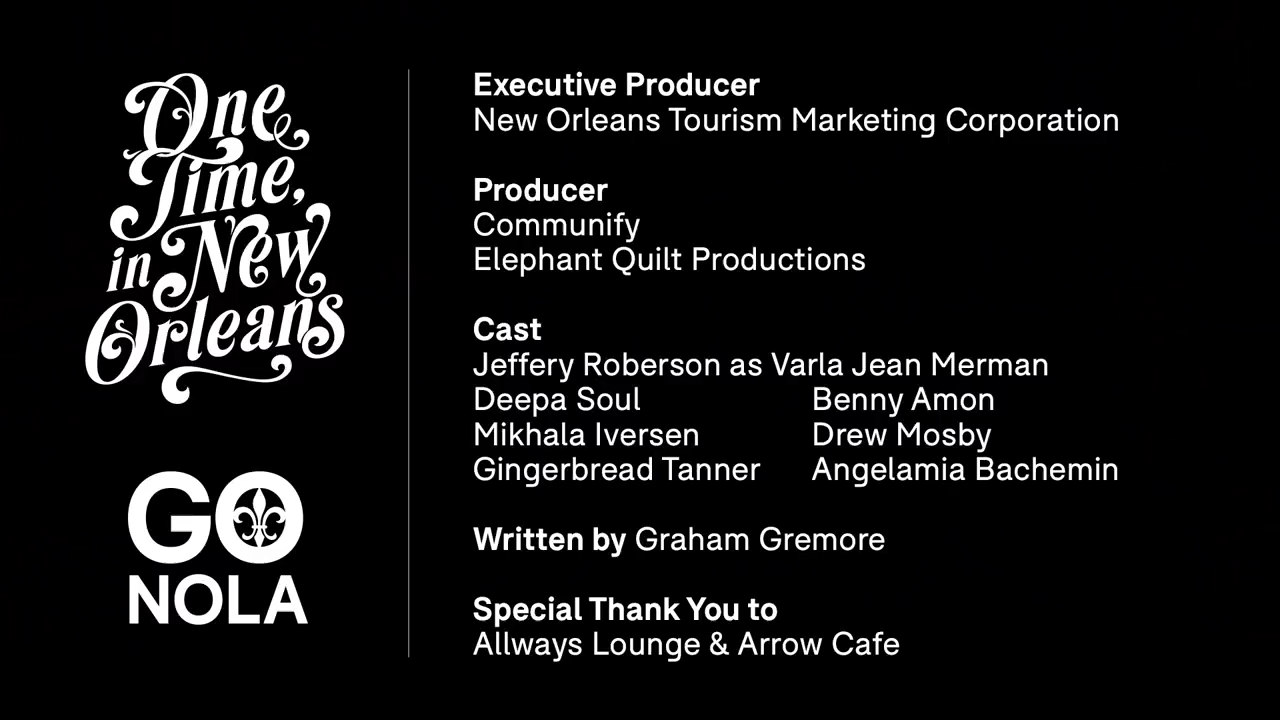 One
Time,
in New
Orleans
GO
NOLA
Executive Producer
New Orleans Tourism Marketing Corporation
Producer
Communify
Elephant Quilt Productions
Cast
Jeffery Roberson as Varla Jean Merman
Deepa Soul Benny Amon
Mikhala Iversen Drew Mosby
Gingerbread Tanner Angelamia Bachemin
Written by Graham Gremore
Special Thank You to
Allways Lounge & Arrow Cafe